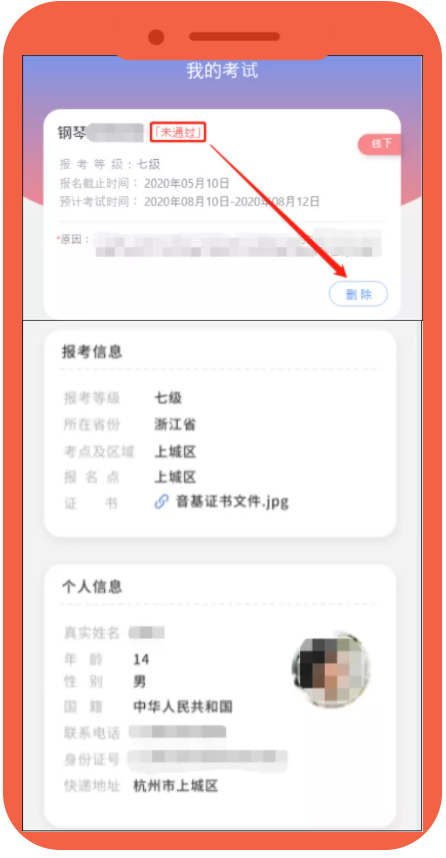 我的考试
钢琴
「未通过」
线下
报考等级：七级
报名截止时间： 2020年05月10日
预计考试时间： 2020年08月10日-2020年08月12日
*原因：
删除
报考信息
报考等级 七级
所在省份 浙江省
考点及区域 上城区
报名点 上城区
证书 音基证书文件.jpg
个人信息
真实姓名
年龄 14
性别 男
国籍 中华人民共和国
联系电话
身份证号
快递地址 杭州市上城区